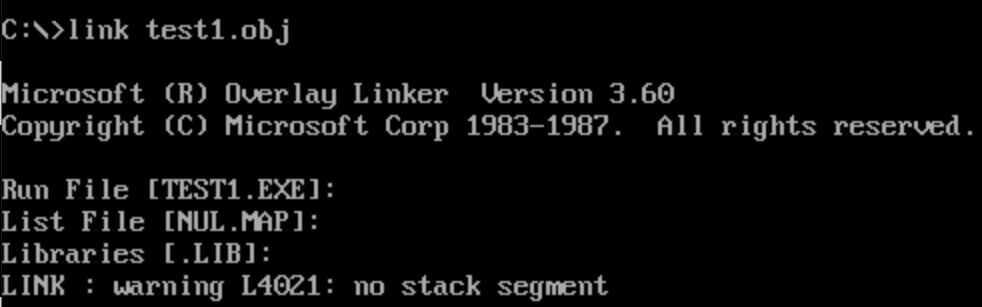 C:\>link test1.obj
Microsoft (R) Overlay Linker  Version 3.60
Copyright (C) Microsoft Corp 1983-1987.  All rights reserved.
Run File [TEST1.EXE]:
List File [NUL.MAP]:
Libraries [.LIB]:
LINK : warning L4021: no stack segment